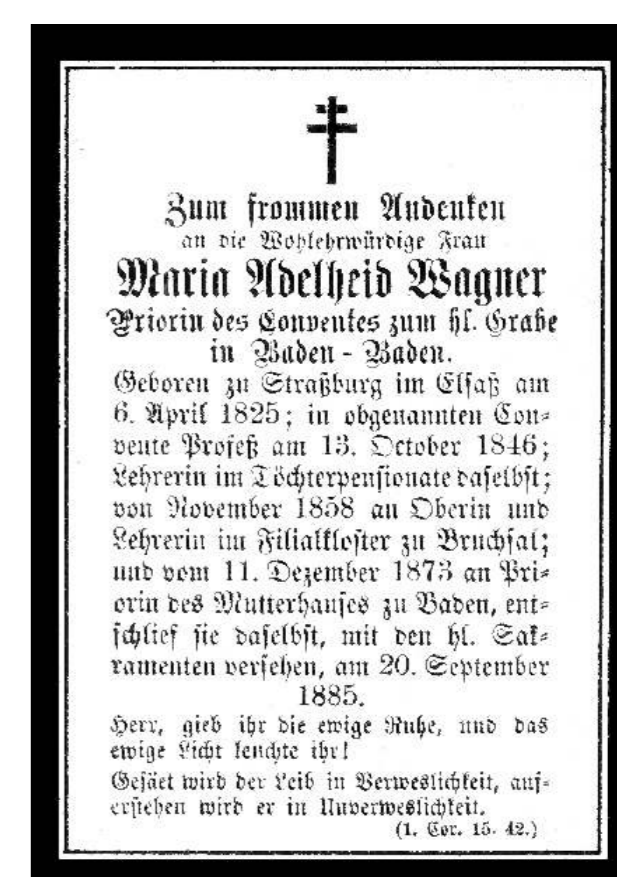 Zum frommen Andenken
an die Wohlehrwürdige Frau
Maria Adelheid Wagner
Priorin des Conventes zum hl. Grabe
in Baden - Baden.
Geboren zu Straßburg im Elsaß am
6. April 1825; in obgenannten Con-
vente Profeß am 13. October 1846;
Lehrerin im Töchterpensionate daselbst;
von November 1858 an Oberin und
Lehrerin im Filialkloster zu Bruchsal;
und vom 11. Dezember 1873 an Pri-
orin des Mutterhauses zu Baden, ent-
schlief sie daselbst, mit den hl. Sak-
ramenten versehen, am 20. September
1885.
Herr, gieb ihr die ewige Ruhe, und das
ewige Licht leuchte ihr!
Gesäet wird der Leib in Verweslichkeit, auf-
erstehen wird er in Unverweslichkeit.
(1. Cor. 15. 42.)